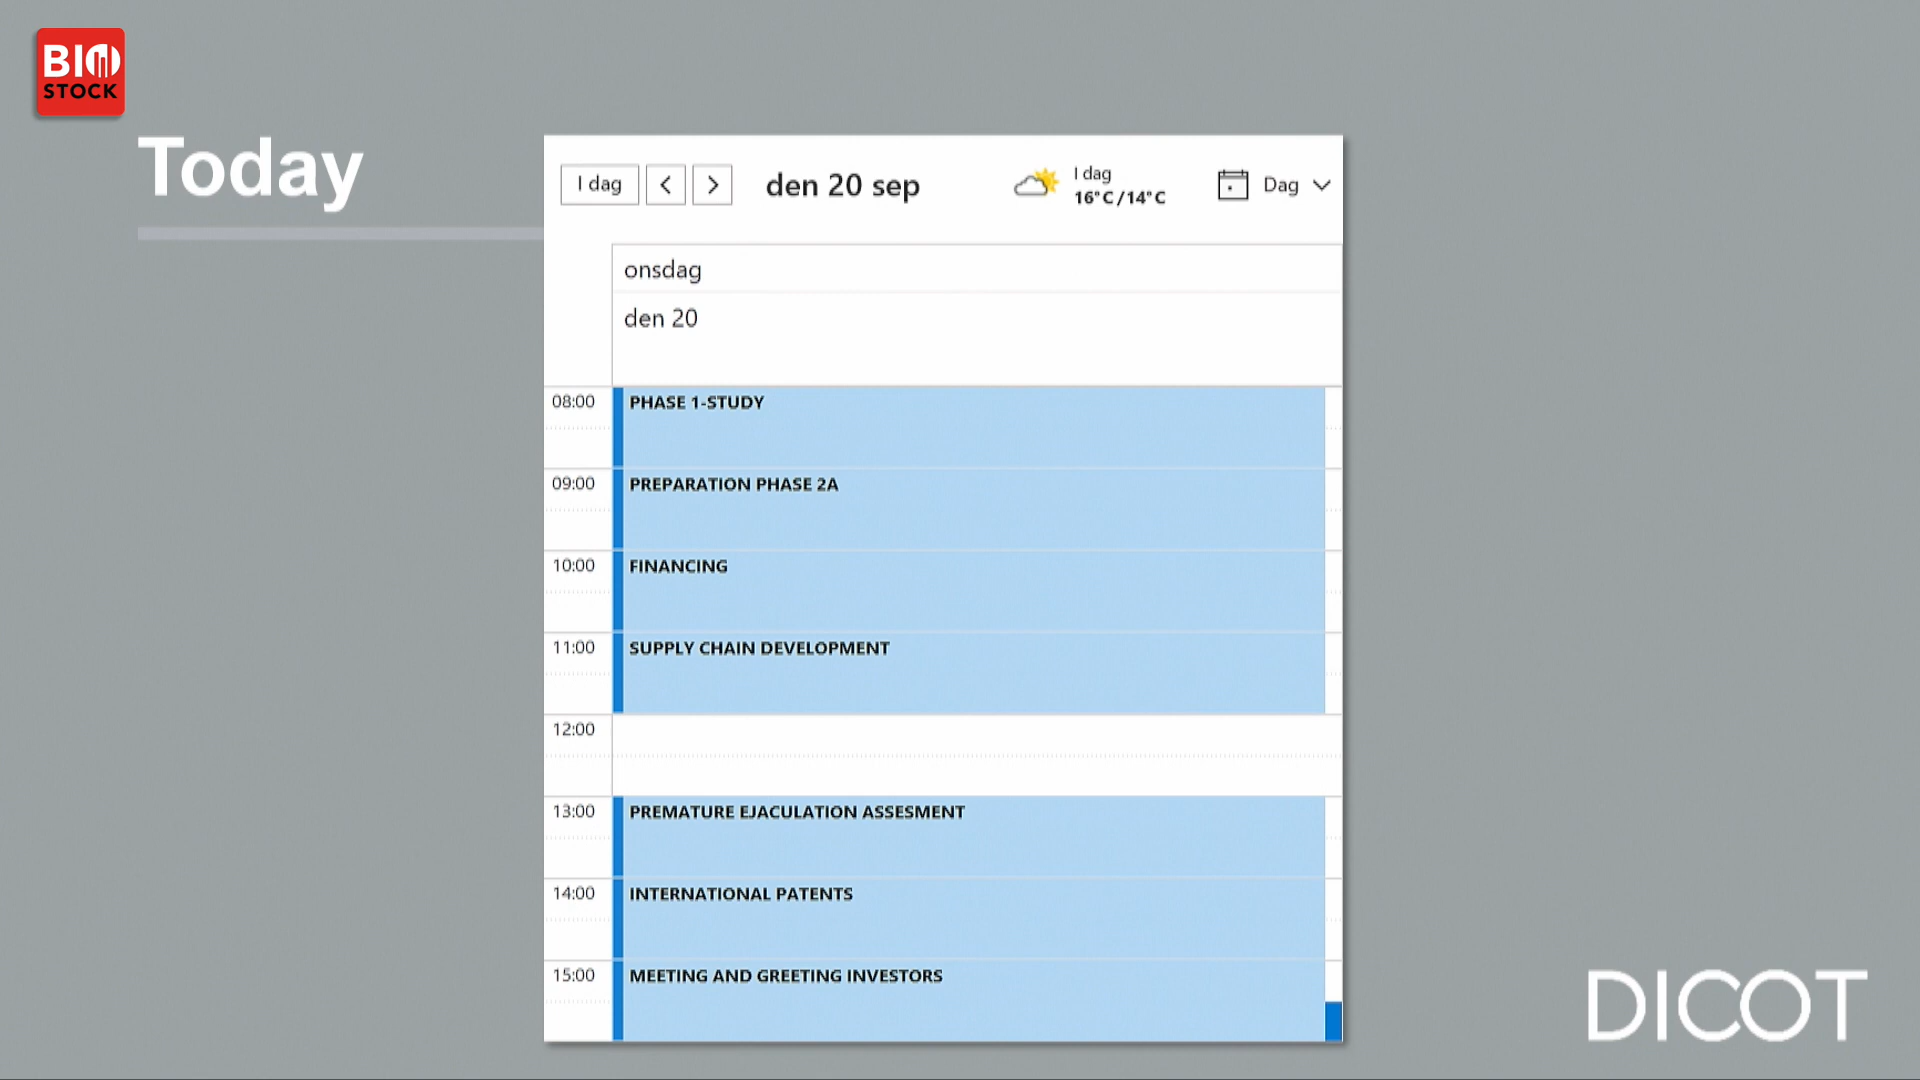 BIO
STOCK
Today
I dag
den 20 sep
I dag
16°C/14°C
Dag
onsdag
den 20
08:00 PHASE 1-STUDY
09:00 PREPARATION PHASE 2A
10:00 FINANCING
11:00 SUPPLY CHAIN DEVELOPMENT
12:00
13:00 PREMATURE EJACULATION ASSESMENT
14:00 INTERNATIONAL PATENTS
15:00 MEETING AND GREETING INVESTORS
DICOT